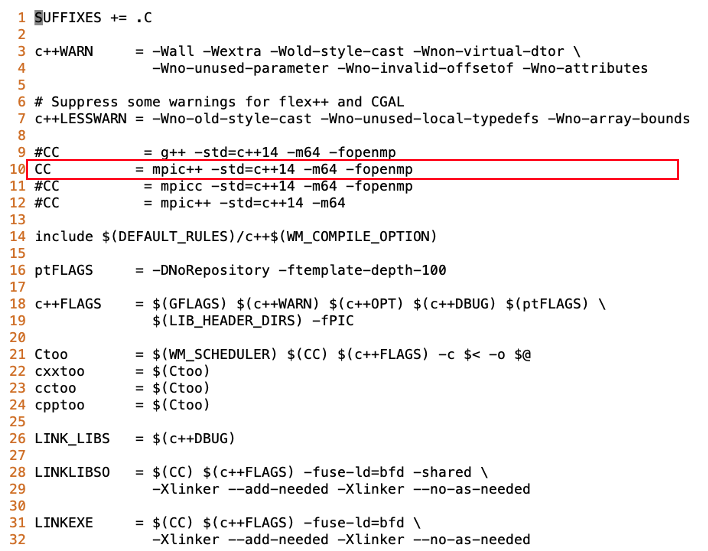 1 SUFFIXES += .C
2
3 c++WARN     = -Wall -Wextra -Wold-style-cast -Wnon-virtual-dtor \
4               -Wno-unused-parameter -Wno-invalid-offsetof -Wno-attributes
5
6 # Suppress some warnings for flex++ and CGAL
7 c++LESSWARN = -Wno-old-style-cast -Wno-unused-local-typedefs -Wno-array-bounds
8
9 #CC          = g++ -std=c++14 -m64 -fopenmp
10 CC          = mpic++ -std=c++14 -m64 -fopenmp
11 #CC          = mpicc -std=c++14 -m64 -fopenmp
12 #CC          = mpic++ -std=c++14 -m64
13
14 include $(DEFAULT_RULES)/c++$(WM_COMPILE_OPTION)
15
16 ptFLAGS     = -DNoRepository -ftemplate-depth-100
17
18 c++FLAGS    = $(GFLAGS) $(c++WARN) $(c++OPT) $(c++DBUG) $(ptFLAGS) \
19               $(LIB_HEADER_DIRS) -fPIC
20
21 Ctoo        = $(WM_SCHEDULER) $(CC) $(c++FLAGS) -c $< -o $@
22 cxxtoo      = $(Ctoo)
23 cctoo       = $(Ctoo)
24 cpptoo      = $(Ctoo)
25
26 LINK_LIBS   = $(c++DBUG)
27
28 LINKLIBSO   = $(CC) $(c++FLAGS) -fuse-ld=bfd -shared \
29               -Xlinker --add-needed -Xlinker --no-as-needed
30
31 LINKEXE     = $(CC) $(c++FLAGS) -fuse-ld=bfd \
32               -Xlinker --add-needed -Xlinker --no-as-needed